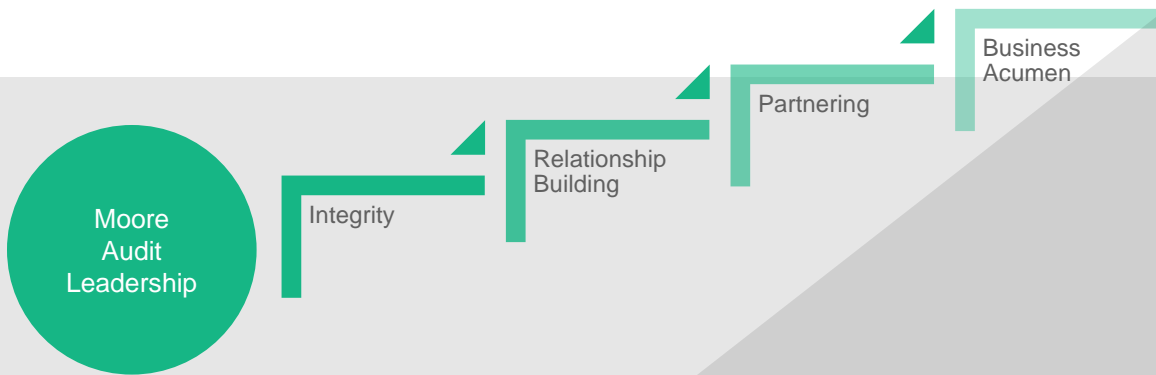 Moore
Audit
Leadership
Integrity
Relationship
Building
Partnering
Business
Acumen